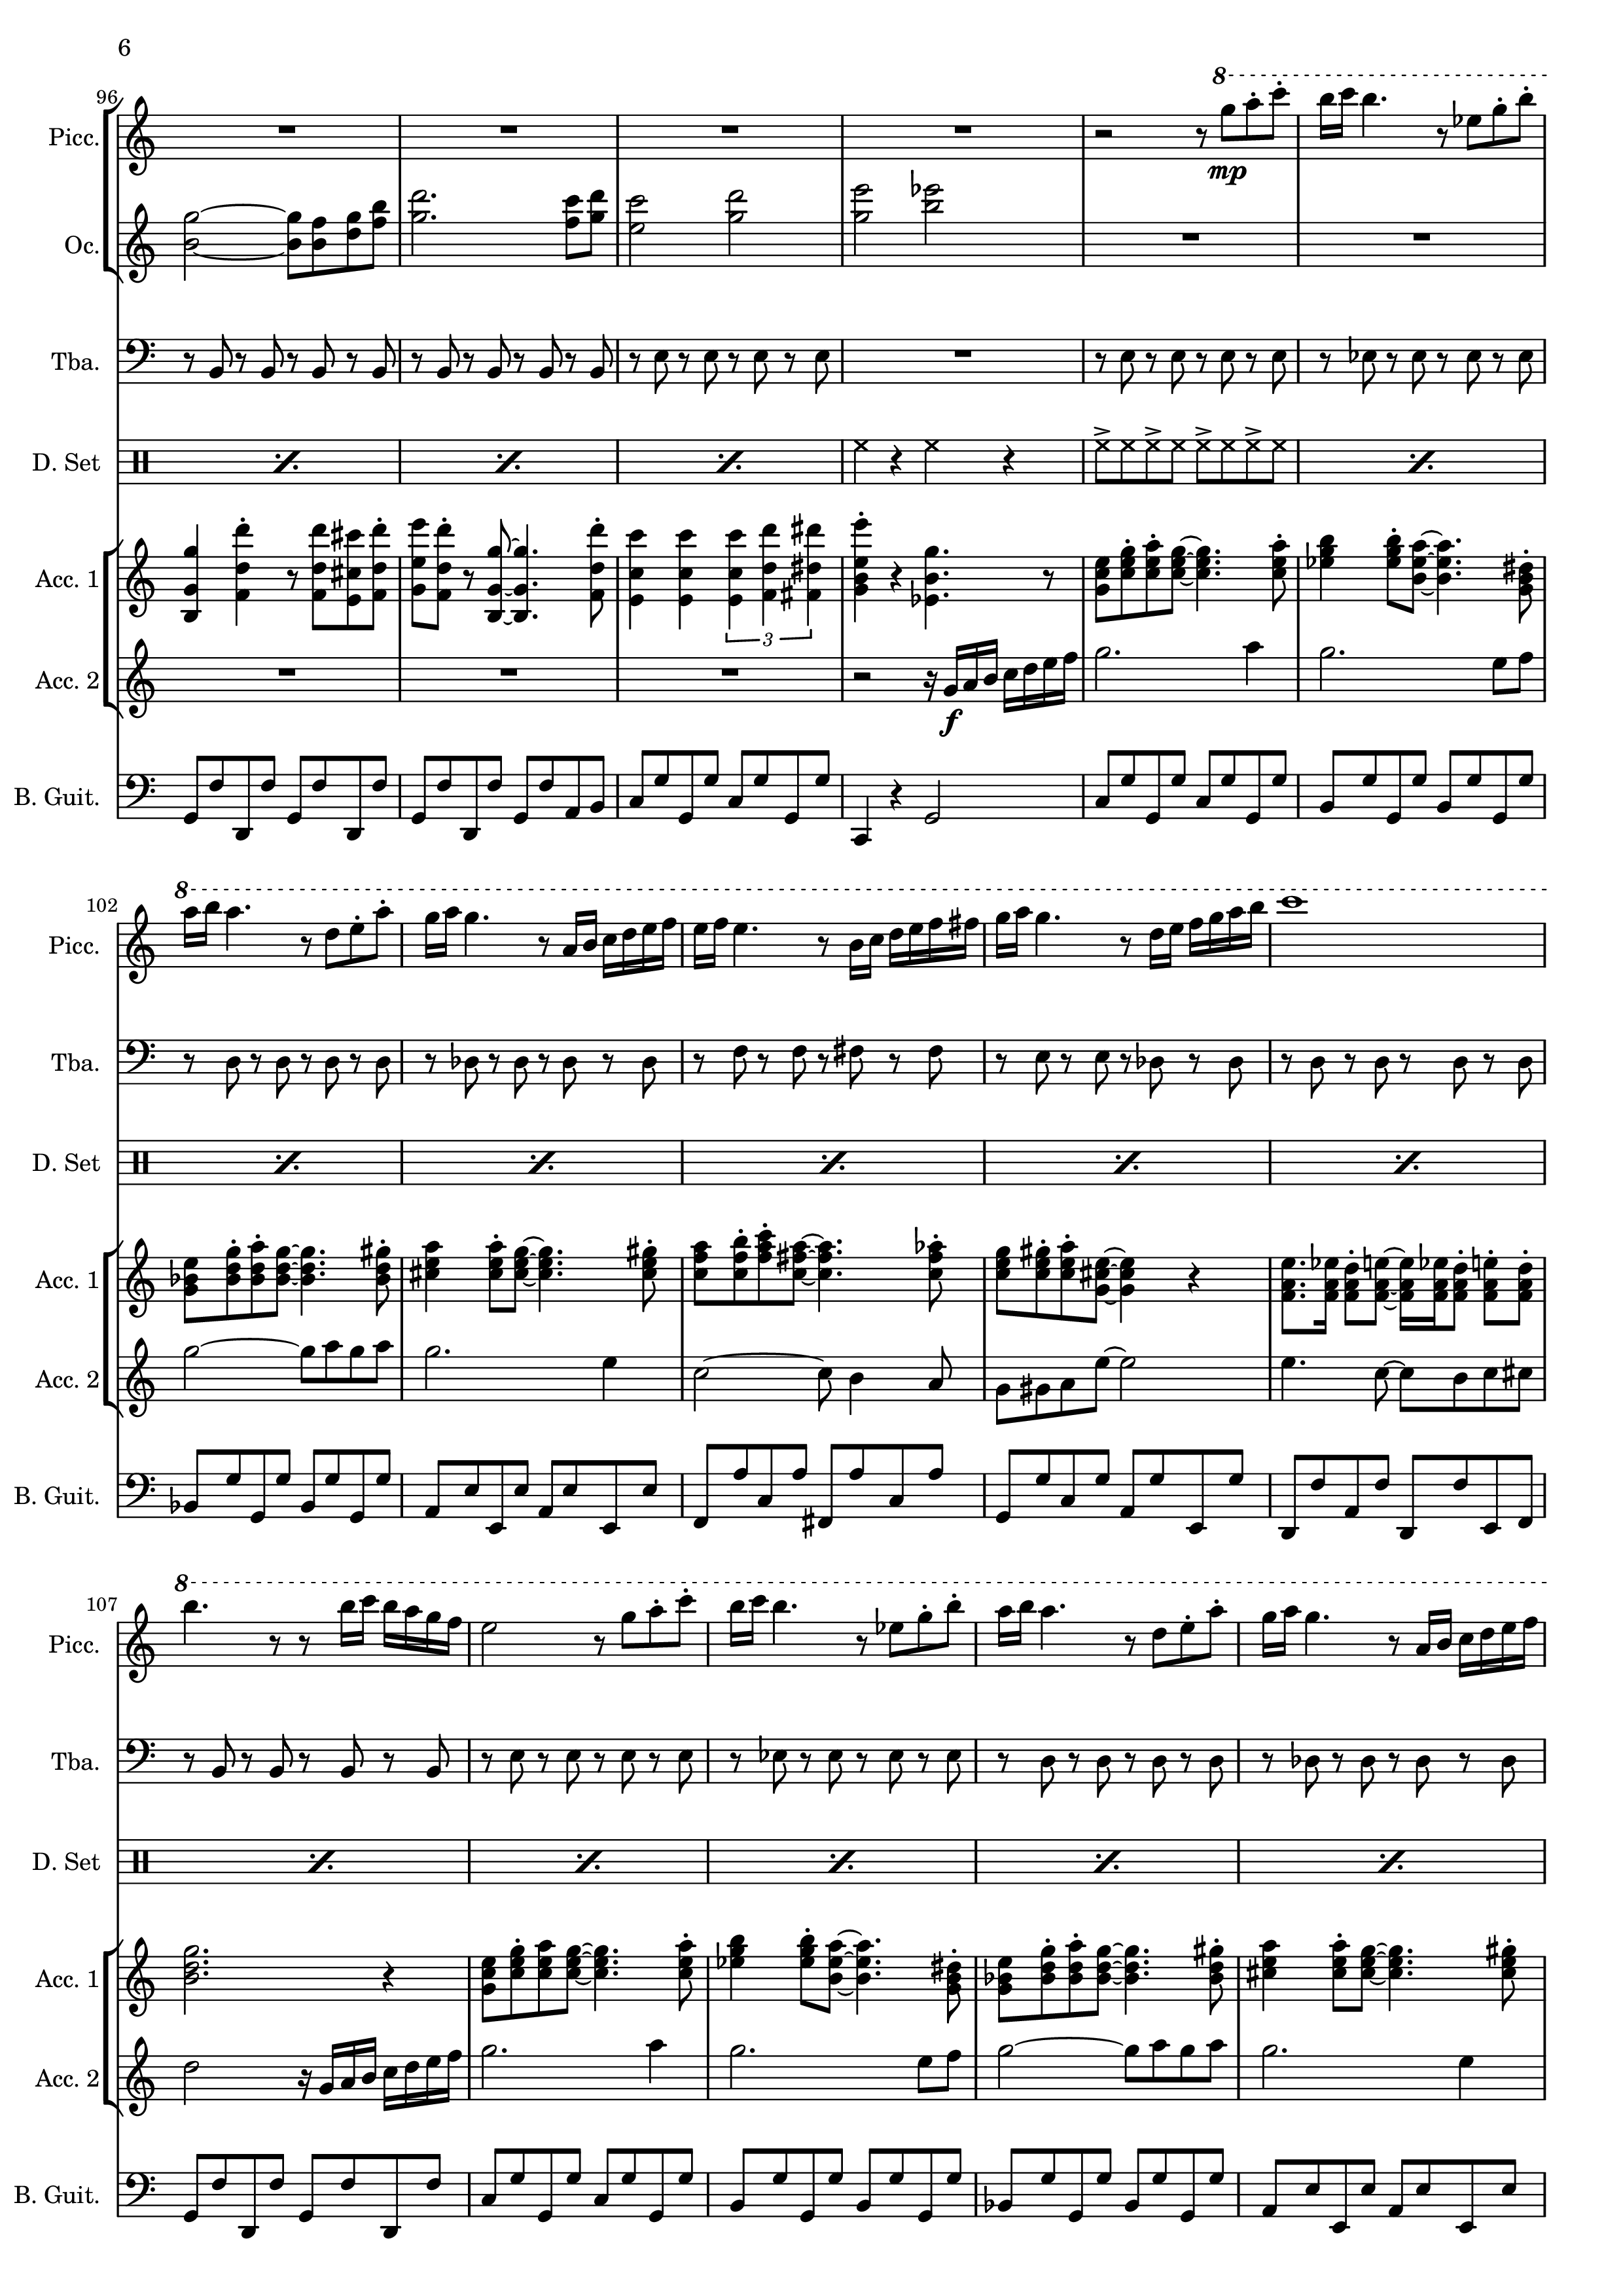 6
8
96
Picc.
mp
Oc.
Tba.
D. Set
Acc. 1
3
Acc. 2
f
B. Guit.
8
102
Picc.
Tba.
D. Set
Acc. 1
Acc. 2
B. Guit.
8
107
Picc.
Tba.
D. Set
Acc. 1
Acc. 2
B. Guit.